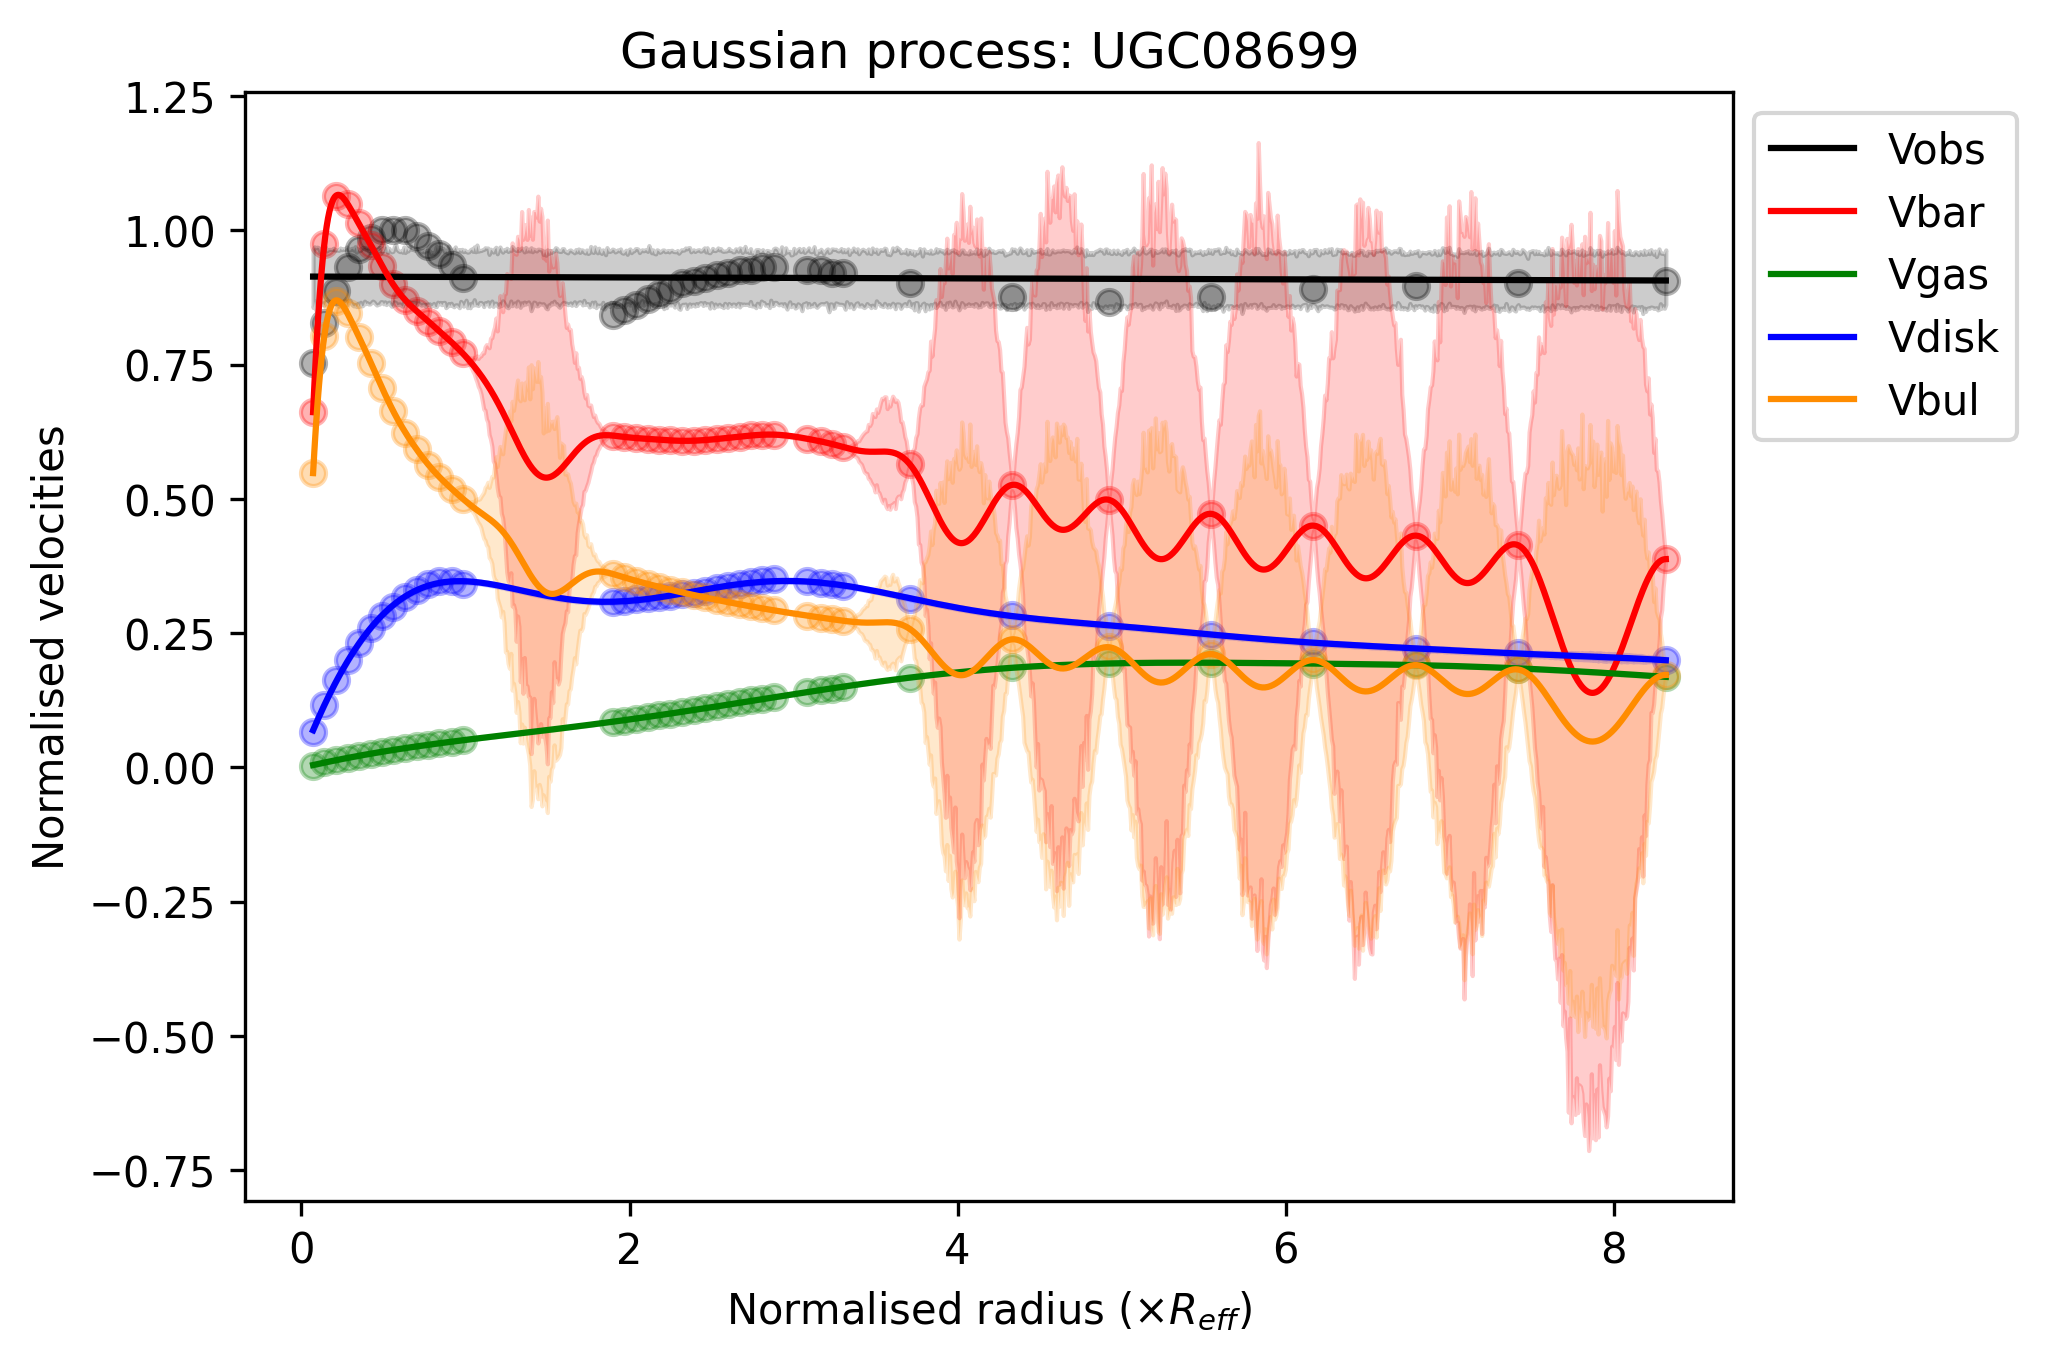 Gaussian process: UGC08699
1.25
1.00
0.75
0.50
0.25
0.00
−0.25
−0.50
−0.75
Normalised velocities
0 2 4 6 8
Normalised radius (×R_eff)
Vobs
Vbar
Vgas
Vdisk
Vbul